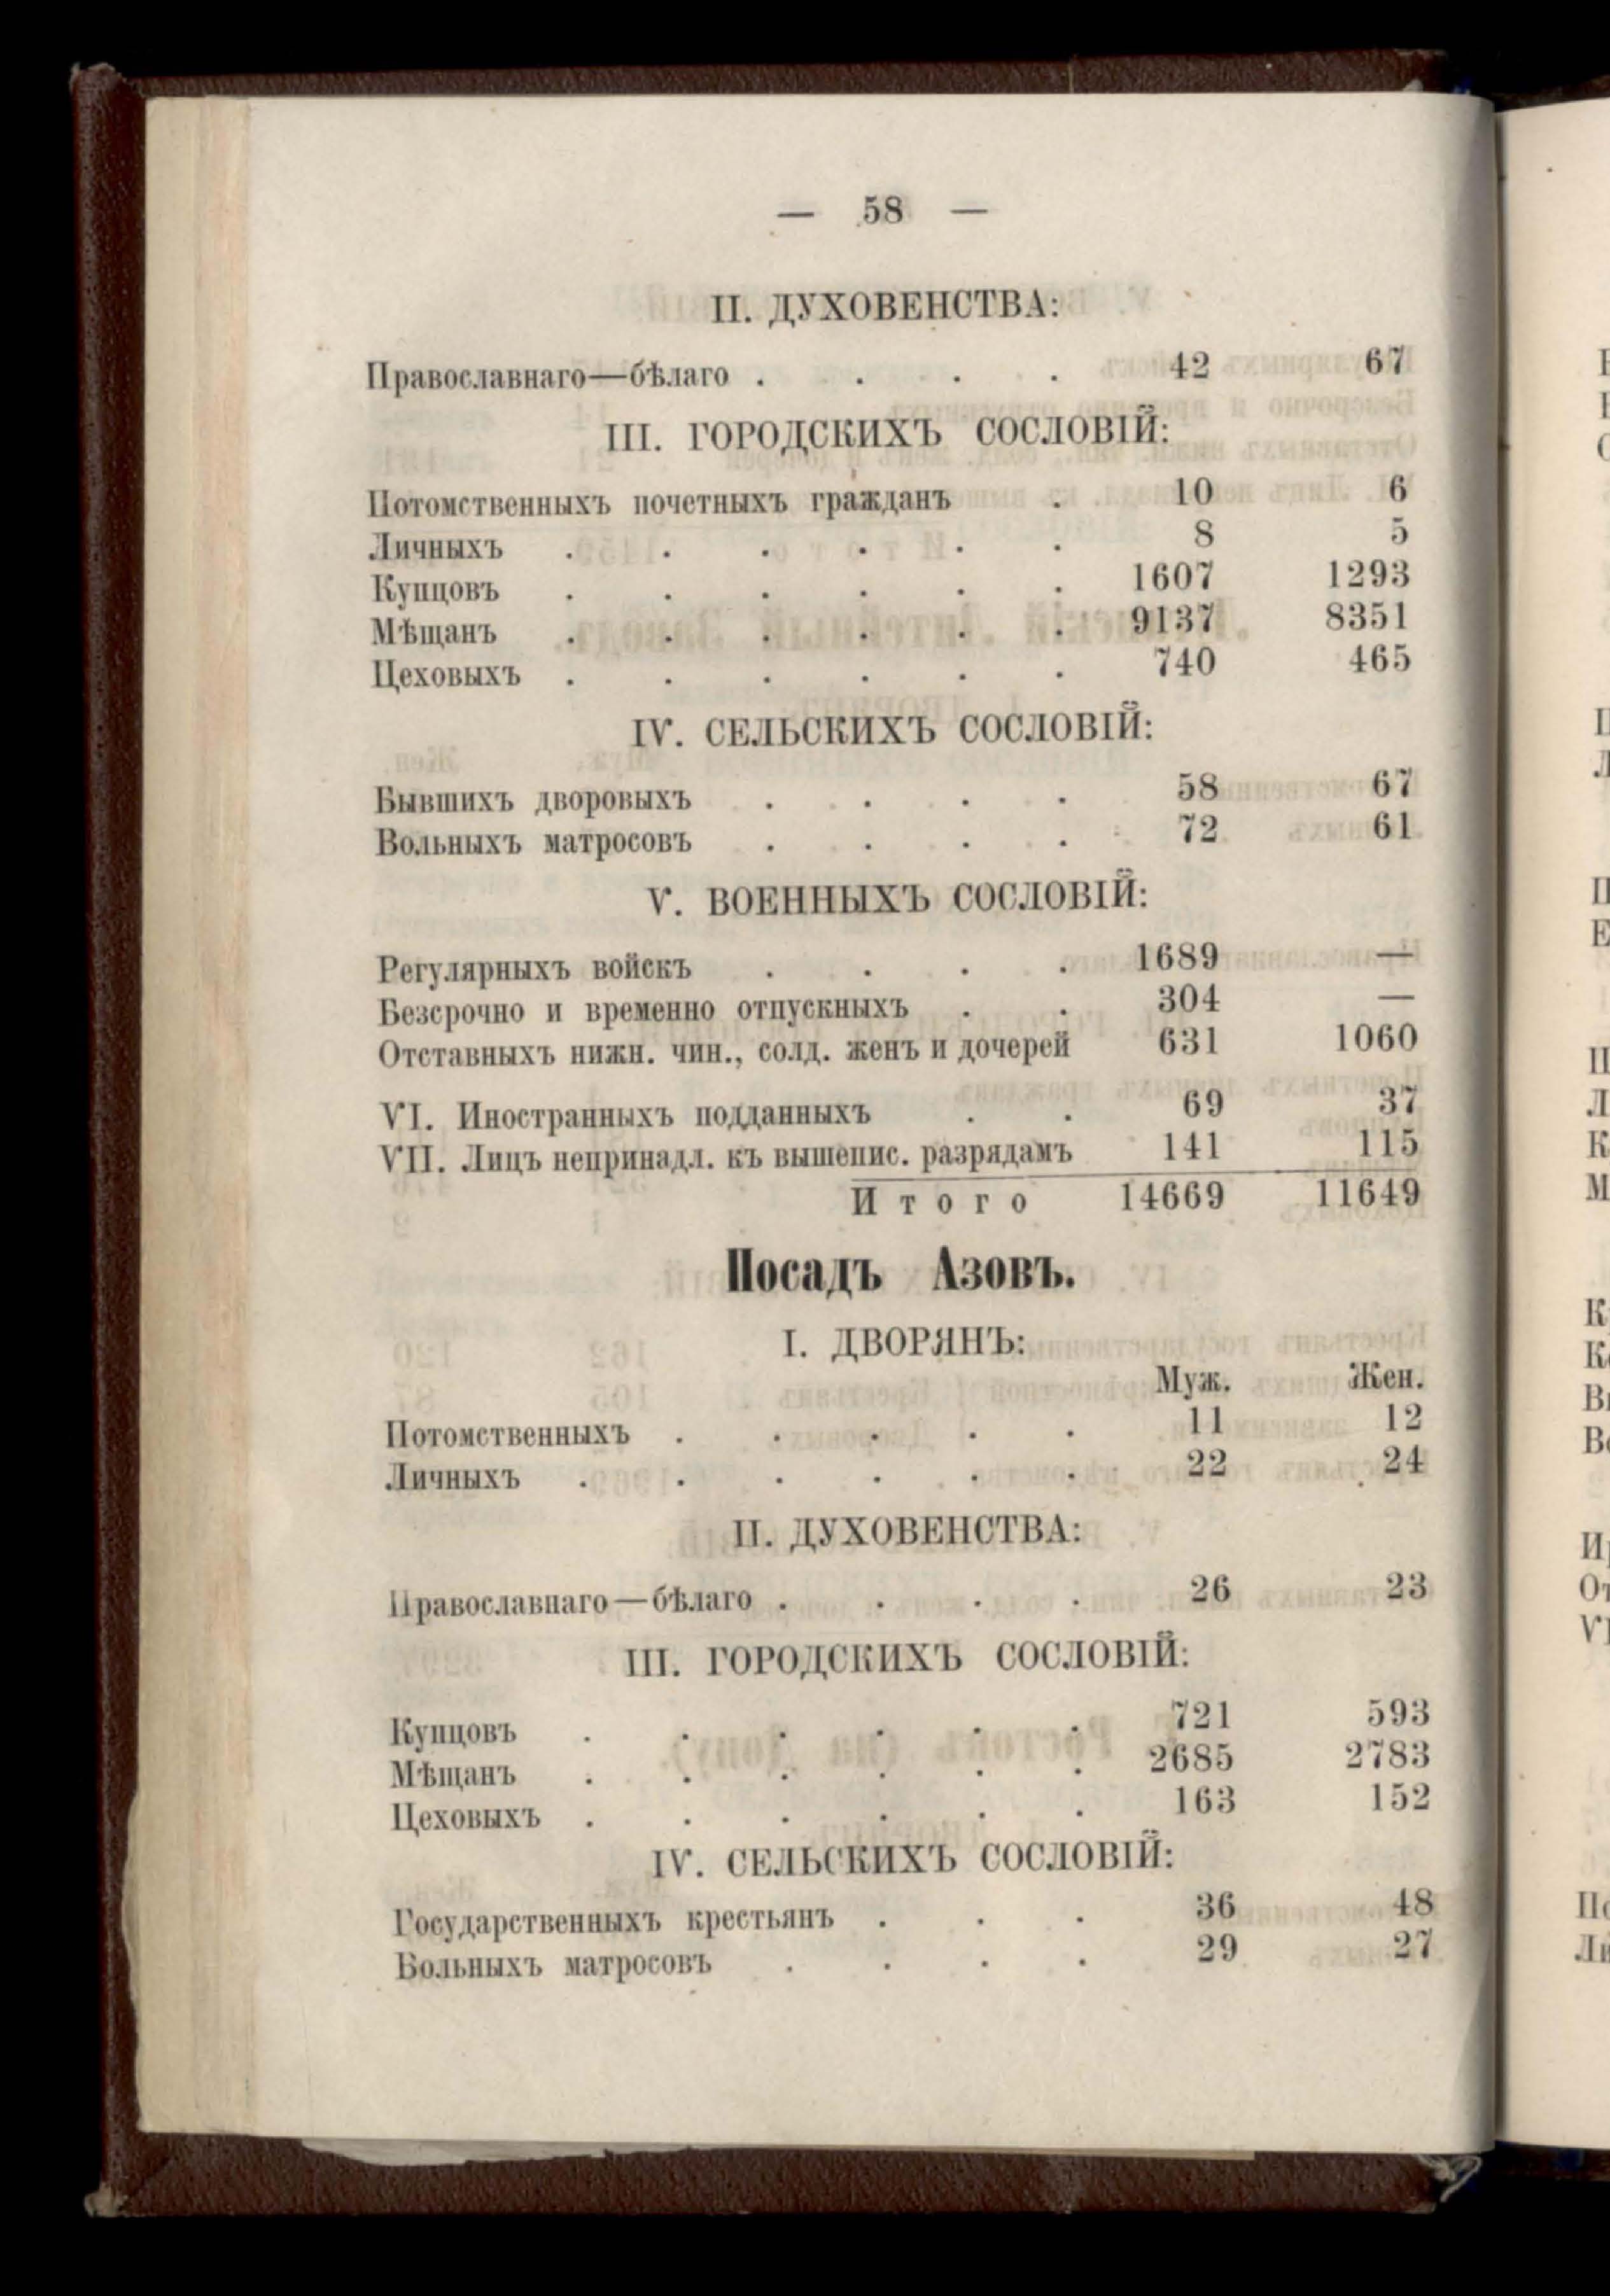 — 58 —
II. ДУХОВЕНСТВА:
Православнаго—бѣлаго . . . . 42 67
III. ГОРОДСКИХЪ СОСЛОВІЙ:
Потомственныхъ почетныхъ гражданъ . 10 6
Личныхъ . . . . . . 8 5
Купцовъ . . . . . . 1607 1293
Мѣщанъ . . . . . . 9137 8351
Цеховыхъ . . . . . . 740 465
IV. СЕЛЬСКИХЪ СОСЛОВІЙ:
Бывшихъ дворовыхъ . . . . 58 67
Вольныхъ матросовъ . . . . 72 61
V. ВОЕННЫХЪ СОСЛОВІЙ:
Регулярныхъ войскъ . . . . 1689 —
Безсрочно и временно отпускныхъ . . 304 —
Отставныхъ нижн. чин., солд. женъ и дочерей 631 1060
VI. Иностранныхъ подданныхъ . . 69 37
VII. Лицъ непринадл. къ вышепис. разрядамъ 141 115
Итого 14669 11649
Посадъ Азовъ.
I. ДВОРЯНЪ:
Муж. Жен.
Потомственныхъ . . . . . 11 12
Личныхъ . . . . . . 22 24
II. ДУХОВЕНСТВА:
Православнаго—бѣлаго . . . . 26 23
III. ГОРОДСКИХЪ СОСЛОВІЙ:
Купцовъ . . . . . . 721 593
Мѣщанъ . . . . . . 2685 2783
Цеховыхъ . . . . . . 163 152
IV. СЕЛЬСКИХЪ СОСЛОВІЙ:
Государственныхъ крестьянъ . . . 36 48
Вольныхъ матросовъ . . . . 29 27